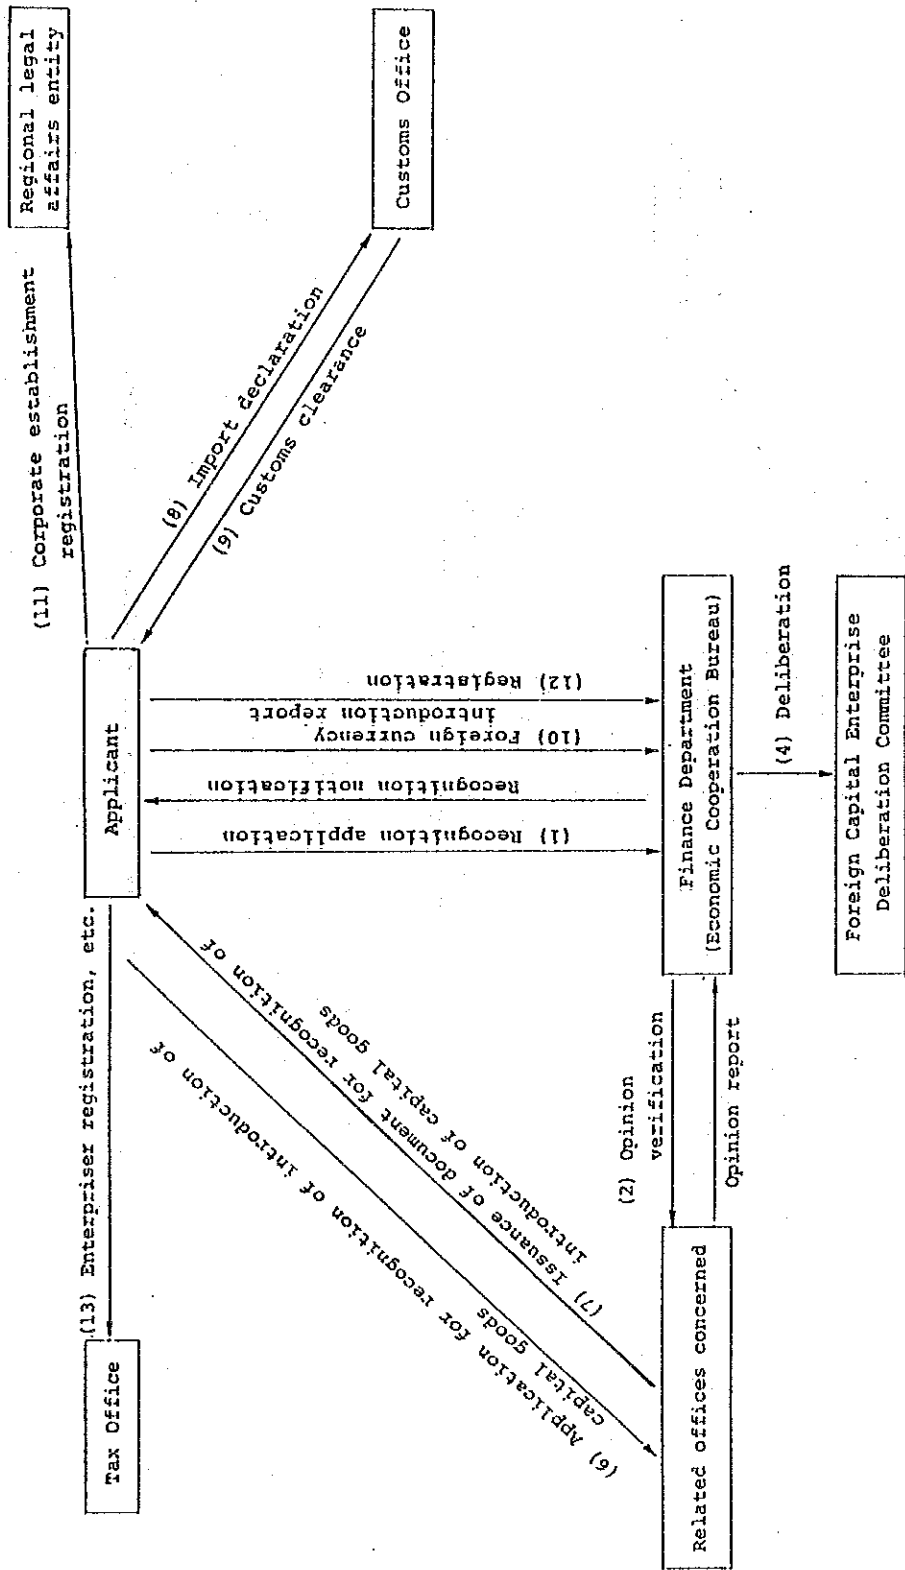 Tax Office
(13) Enterpriser registration, etc.
Applicant
(11) Corporate establishment
registration
Regional legal
affairs entity
(6) Application for recognition of introduction of
capital goods
(7) Issuance of document for recognition of
introduction of capital goods
(1) Recognition application
Recognition notification
(10) Foreign currency
introduction report
(12) Registration
(8) Import declaration
(9) Customs clearance
Customs Office
Related offices concerned
(2) Opinion
verification
Opinion report
Finance Department
(Economic Cooperation Bureau)
(4) Deliberation
Foreign Capital Enterprise
Deliberation Committee